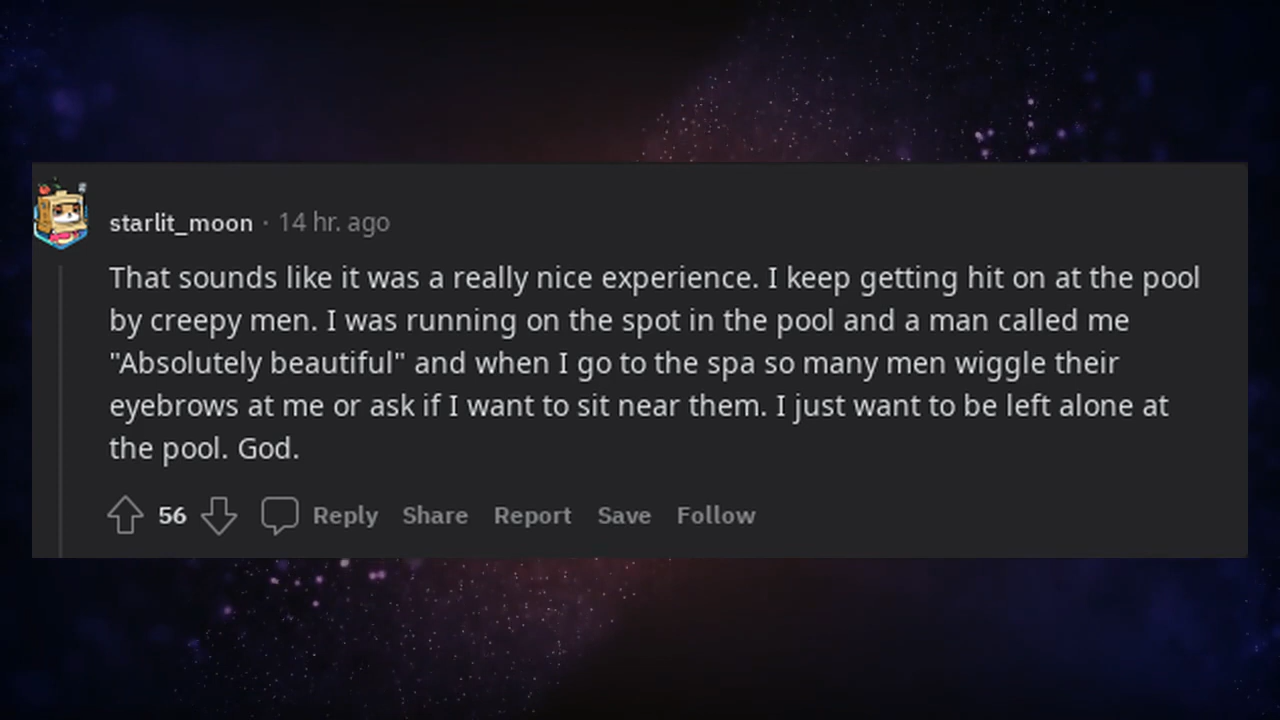 starlit_moon · 14 hr. ago
That sounds like it was a really nice experience. I keep getting hit on at the pool
by creepy men. I was running on the spot in the pool and a man called me
"Absolutely beautiful" and when I go to the spa so many men wiggle their
eyebrows at me or ask if I want to sit near them. I just want to be left alone at
the pool. God.
56 Reply Share Report Save Follow